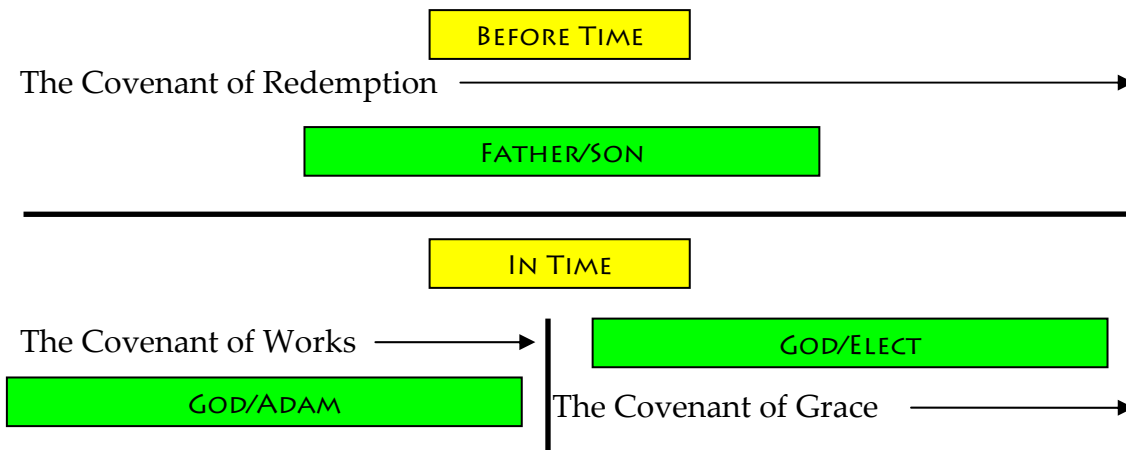 BEFORE TIME
The Covenant of Redemption
FATHER/SON
IN TIME
The Covenant of Works
GOD/ELECT
GOD/ADAM
The Covenant of Grace